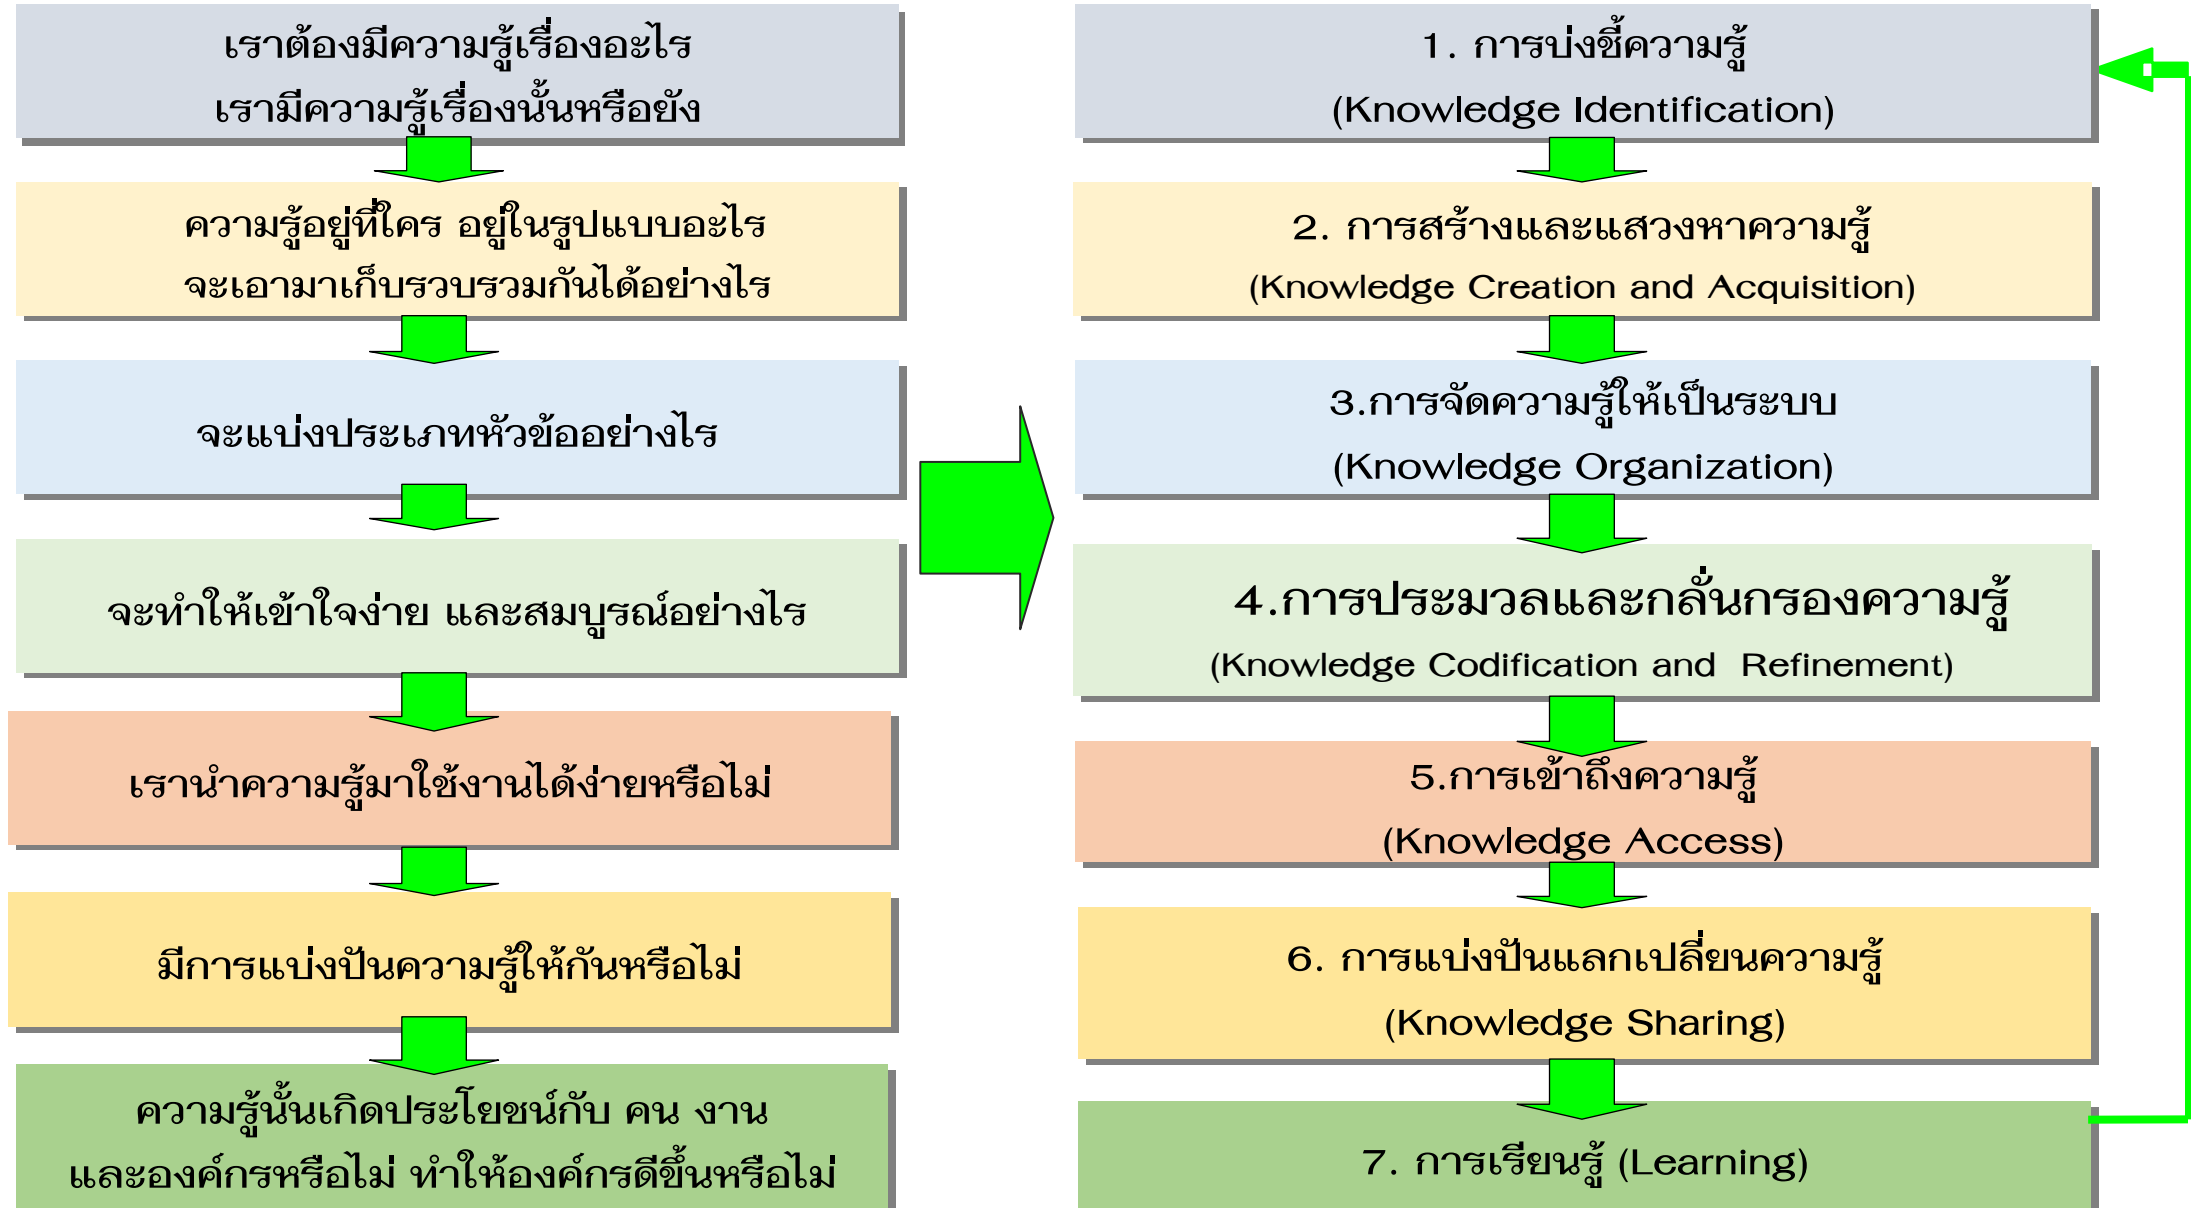 เราต้องมีความรู้เรื่องอะไร
เรามีความรู้เรื่องนั้นหรือยัง
ความรู้อยู่ที่ใคร อยู่ในรูปแบบอะไร
จะเอามาเก็บรวบรวมกันได้อย่างไร
จะแบ่งประเภทหัวข้ออย่างไร
จะทำให้เข้าใจง่าย และสมบูรณ์อย่างไร
เรานำความรู้มาใช้งานได้ง่ายหรือไม่
มีการแบ่งปันความรู้ให้กันหรือไม่
ความรู้นั้นเกิดประโยชน์กับ คน งาน
และองค์กรหรือไม่ ทำให้องค์กรดีขึ้นหรือไม่
1. การบ่งชี้ความรู้
(Knowledge Identification)
2. การสร้างและแสวงหาความรู้
(Knowledge Creation and Acquisition)
3.การจัดความรู้ให้เป็นระบบ
(Knowledge Organization)
4.การประมวลและกลั่นกรองความรู้
(Knowledge Codification and Refinement)
5.การเข้าถึงความรู้
(Knowledge Access)
6. การแบ่งปันแลกเปลี่ยนความรู้
(Knowledge Sharing)
7. การเรียนรู้ (Learning)